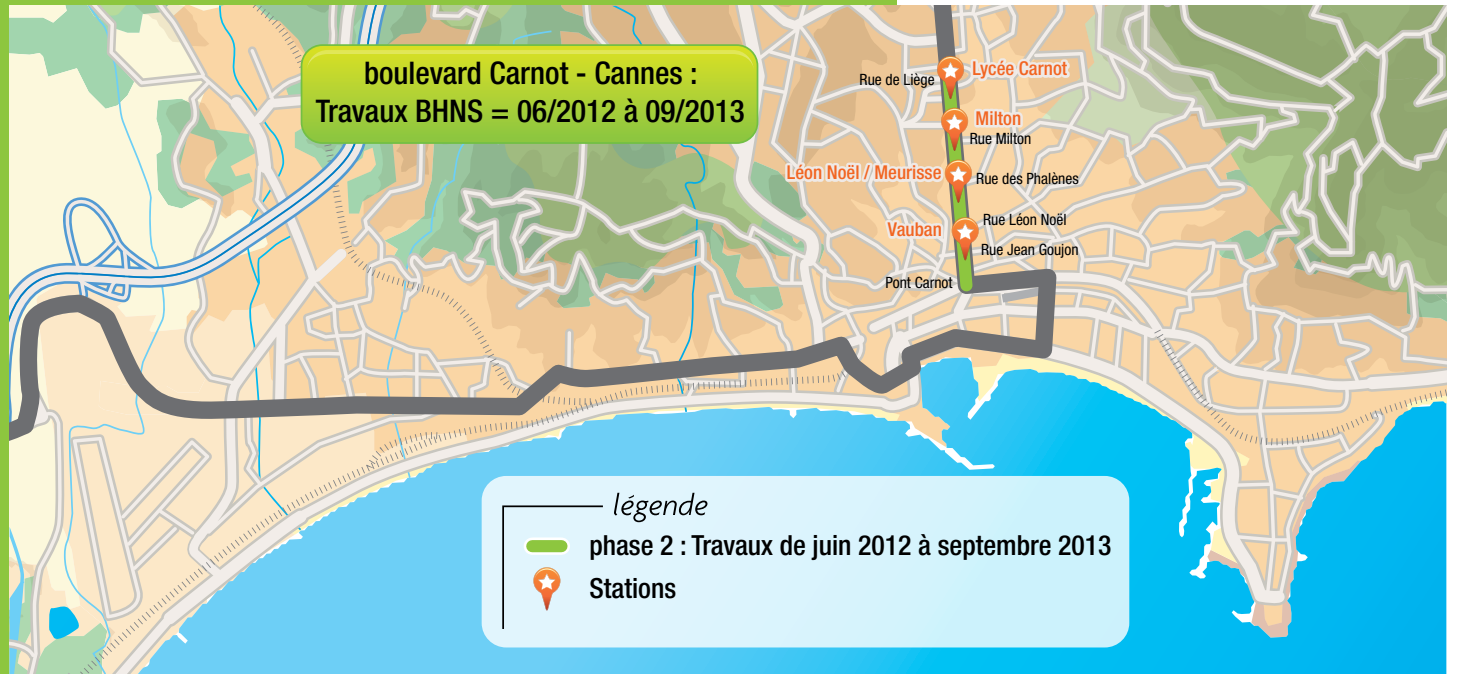 boulevard Carnot - Cannes :
Travaux BHNS = 06/2012 à 09/2013
Rue de Liège
Lycée Carnot
Milton
Rue Milton
Léon Noël / Meurisse
Rue des Phalènes
Vauban
Rue Léon Noël
Rue Jean Goujon
Pont Carnot
légende
phase 2 : Travaux de juin 2012 à septembre 2013
Stations